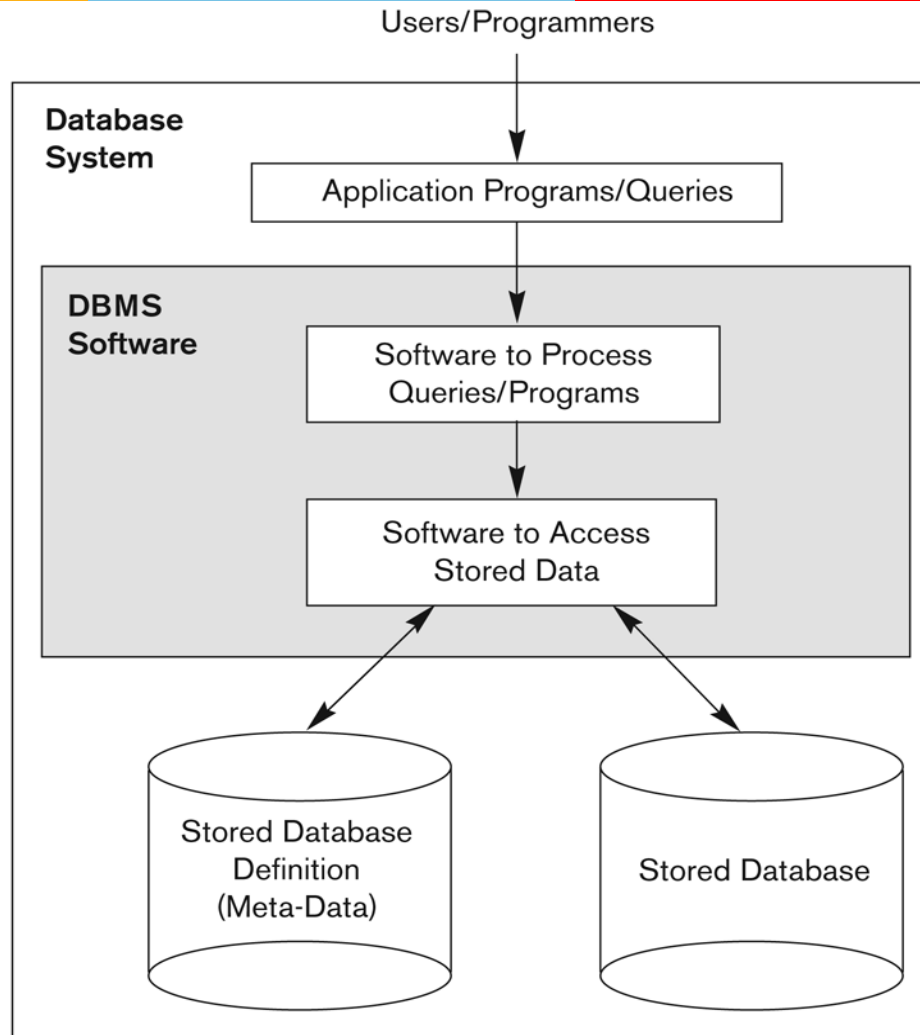 Users/Programmers
Database
System
Application Programs/Queries
DBMS
Software
Software to Process
Queries/Programs
Software to Access
Stored Data
Stored Database
Definition
(Meta-Data)
Stored Database